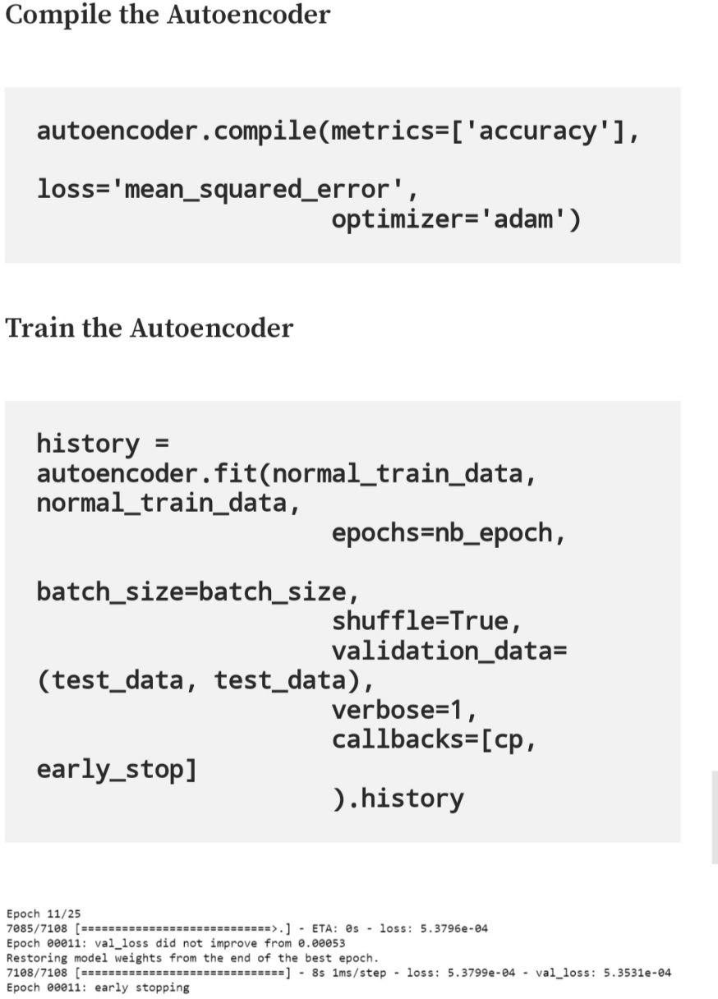 Compile the Autoencoder
autoencoder.compile(metrics=['accuracy'],
loss='mean_squared_error',
optimizer='adam')
Train the Autoencoder
history =
autoencoder.fit(normal_train_data,
normal_train_data,
epochs=nb_epoch,
batch_size=batch_size,
shuffle=True,
validation_data=
(test_data, test_data),
verbose=1,
callbacks=[cp,
early_stop]
).history
Epoch 11/25
7085/7108 [============================>.] - ETA: 0s - loss: 5.3796e-04
Epoch 00011: val_loss did not improve from 0.00053
Restoring model weights from the end of the best epoch.
7108/7108 [==============================] - 8s 1ms/step - loss: 5.3799e-04 - val_loss: 5.3531e-04
Epoch 00011: early stopping